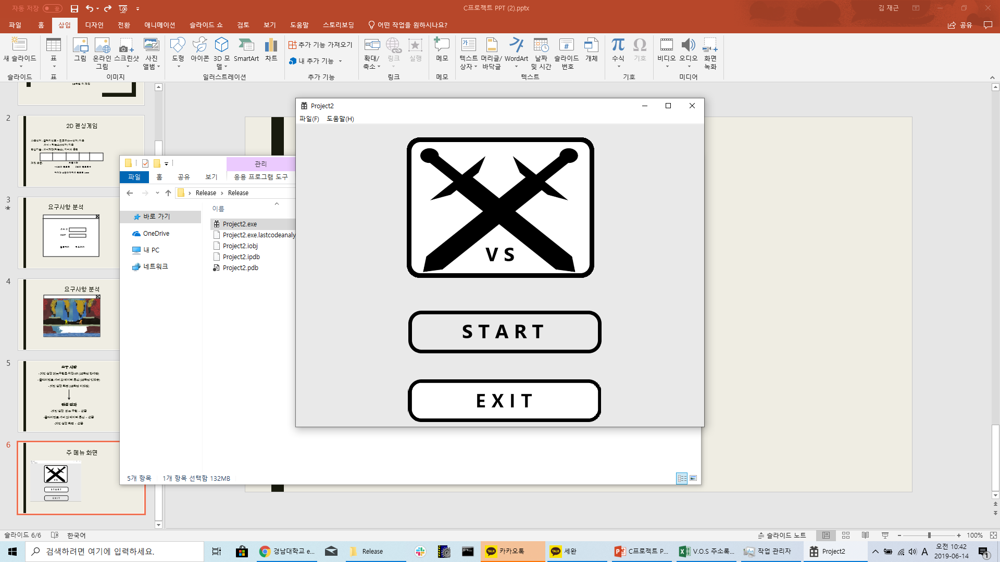 자동 저장 끔
C프로젝트 PPT (2).pptx
김 재근
파일 홈 삽입 디자인 전환 애니메이션 슬라이드 쇼 검토 보기 도움말 스토리보딩 어떤 작업을 원하시나요? 공유
새 슬라이드
표
그림
온라인 그림
스크린샷
사진 앨범
도형
아이콘
3D 모델
SmartArt
차트
추가 기능 가져오기
내 추가 기능
확대/축소
링크
실행
메모
텍스트 상자
머리글/바닥글
WordArt
날짜 및 시간
슬라이드 번호
개체
수식
기호
비디오
오디오
화면 녹화
슬라이드 표 이미지 일러스트레이션 추가 기능 링크 메모 텍스트 기호 미디어
2
2D 펜싱게임
3
요구사항 분석
4
요구사항 분석
5
요구 사항
6
주 메뉴 화면
VS
START
EXIT
관리
파일 홈 공유 보기 응용 프로그램 도구
Release Release
바로 가기
OneDrive
내 PC
네트워크
이름
Project2.exe
Project2.exe.lastcodeanaly
Project2.iobj
Project2.ipdb
Project2.pdb
5개 항목 1개 항목 선택함 132MB
Project2
파일(F) 도움말(H)
VS
START
EXIT
슬라이드 6/6 한국어
슬라이드 노트
100%
검색하려면 여기에 입력하세요.
경남대학교 e...
Release
카카오톡
세완
C프로젝트 P...
V.O.S 주소록...
작업 관리자
Project2
A
오전 10:42
2019-06-14
1